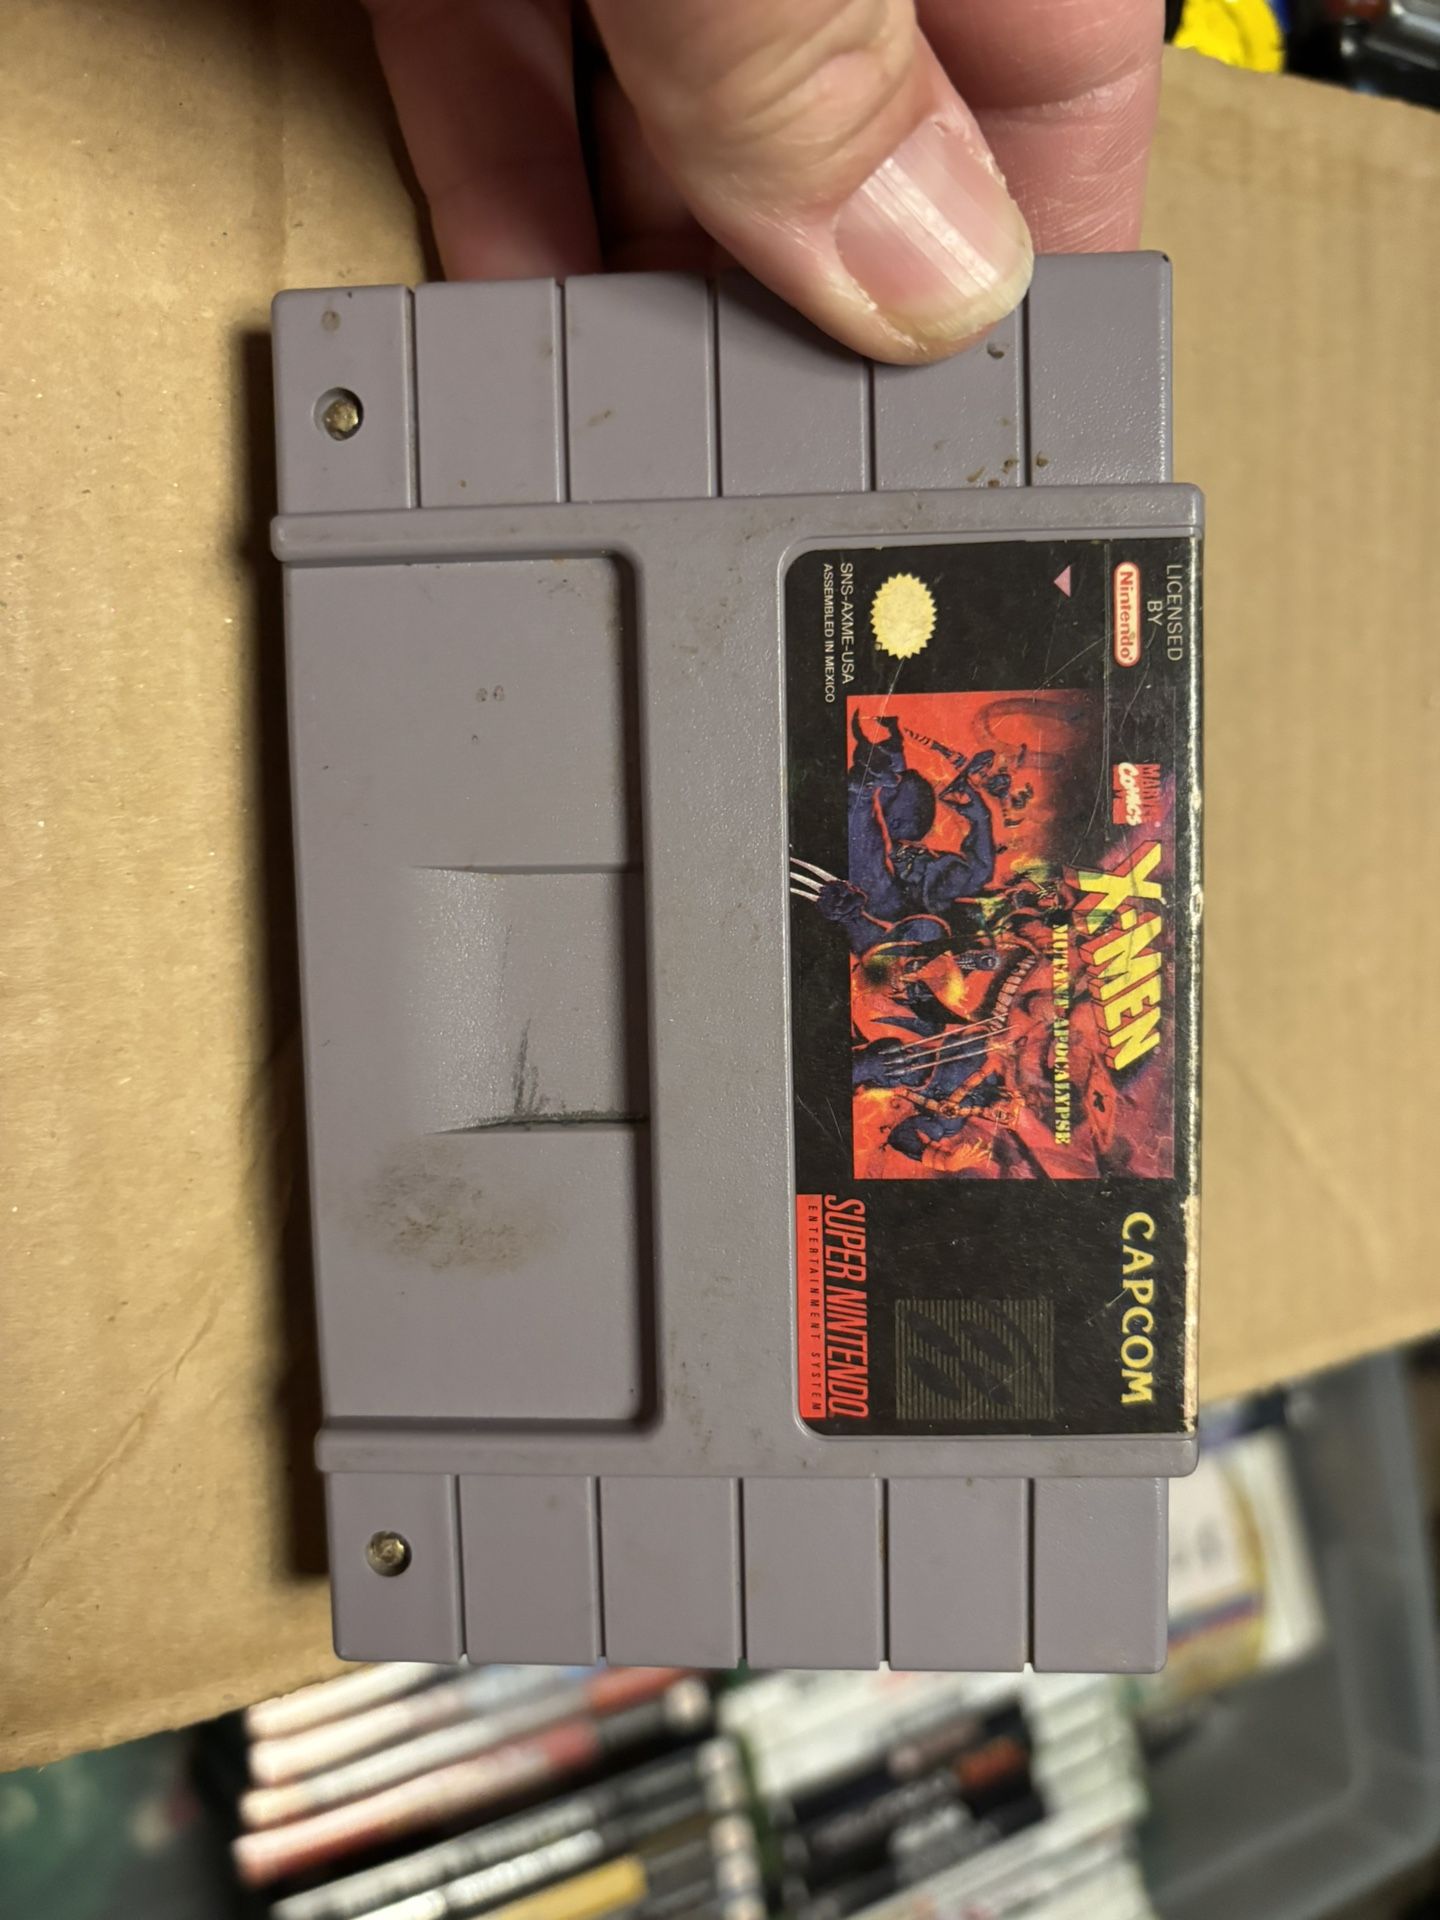 LICENSED
BY
Nintendo®
MARVEL
COMICS
X-MEN
MUTANT APOCALYPSE
CAPCOM
SNS-AXME-USA
ASSEMBLED IN MEXICO
SUPER NINTENDO
ENTERTAINMENT SYSTEM